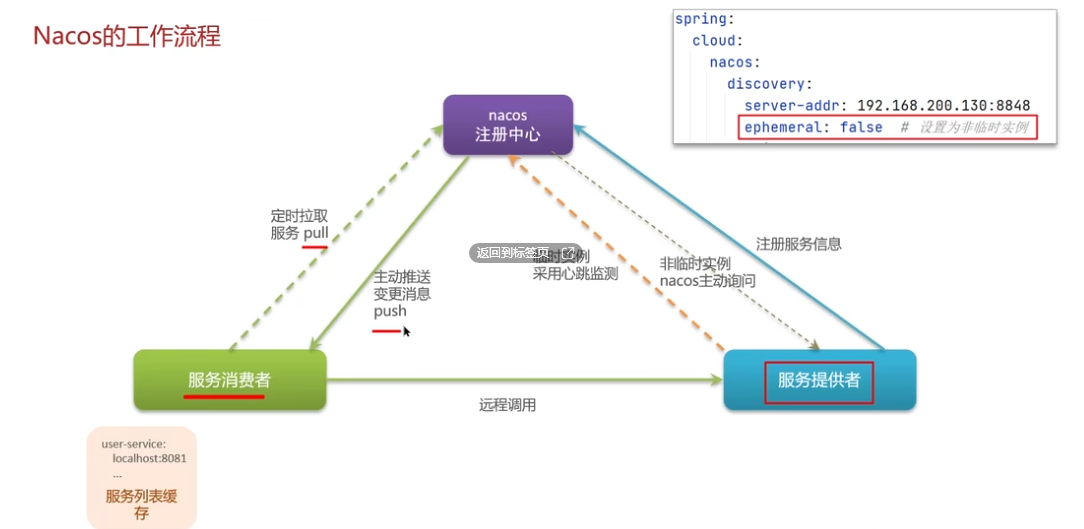 Nacos的工作流程
spring:
cloud:
nacos:
discovery:
server-addr: 192.168.200.130:8848
ephemeral: false # 设置为非临时实例
nacos
注册中心
定时拉取
服务 pull
主动推送
变更消息
push
返回到标签页
临时实例
采用心跳监测
非临时实例
nacos主动询问
注册服务信息
服务消费者
服务提供者
远程调用
user-service:
localhost:8081
...
服务列表缓
存